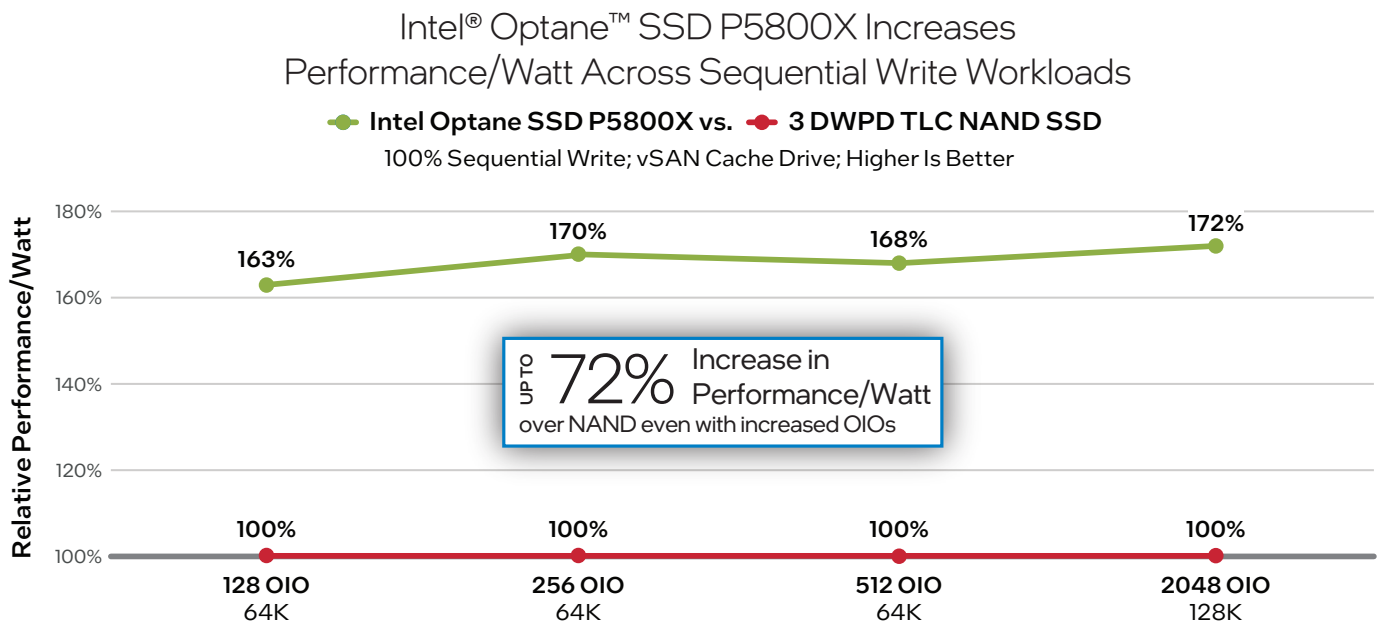 Intel® Optane™ SSD P5800X Increases
Performance/Watt Across Sequential Write Workloads
Intel Optane SSD P5800X vs. 3 DWPD TLC NAND SSD
100% Sequential Write; vSAN Cache Drive; Higher Is Better
Relative Performance/Watt
180%
160%
140%
120%
100%
163%
170%
168%
172%
UP TO 72% Increase in
Performance/Watt
over NAND even with increased OIOs
100%
100%
100%
100%
128 OIO
64K
256 OIO
64K
512 OIO
64K
2048 OIO
128K